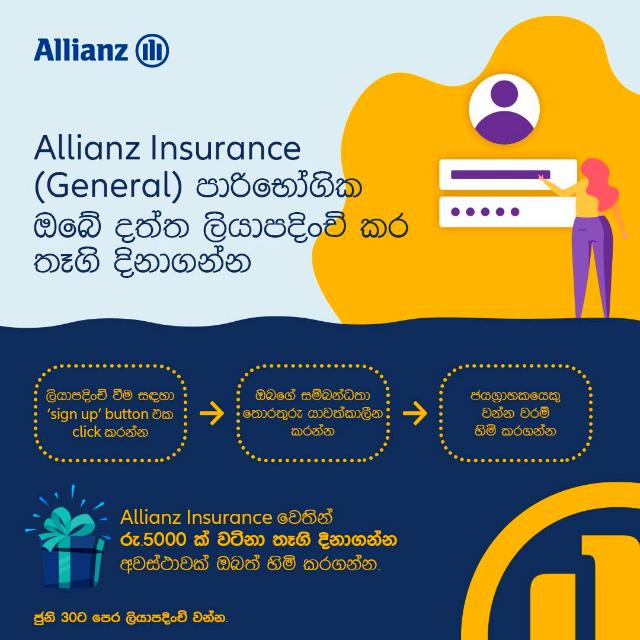 Allianz
Allianz Insurance
(General) පාරිභෝගික
ඔබේ දත්ත ලියාපදිංචි කර
තෑගි දිනාගන්න
ලියාපදිංචි වීම සඳහා
‘sign up’ button එක
click කරන්න
ඔබගේ සම්බන්ධතා
තොරතුරු යාවත්කාලීන
කරන්න
ජයග්‍රාහකයෙකු
වන්න වරම්
හිමි කරගන්න
Allianz Insurance වෙතින්
රු.5000 ක් වටිනා තෑගි දිනාගන්න
අවස්ථාවක් ඔබත් හිමි කරගන්න.
ජුනි 30ට පෙර ලියාපදිංචි වන්න.